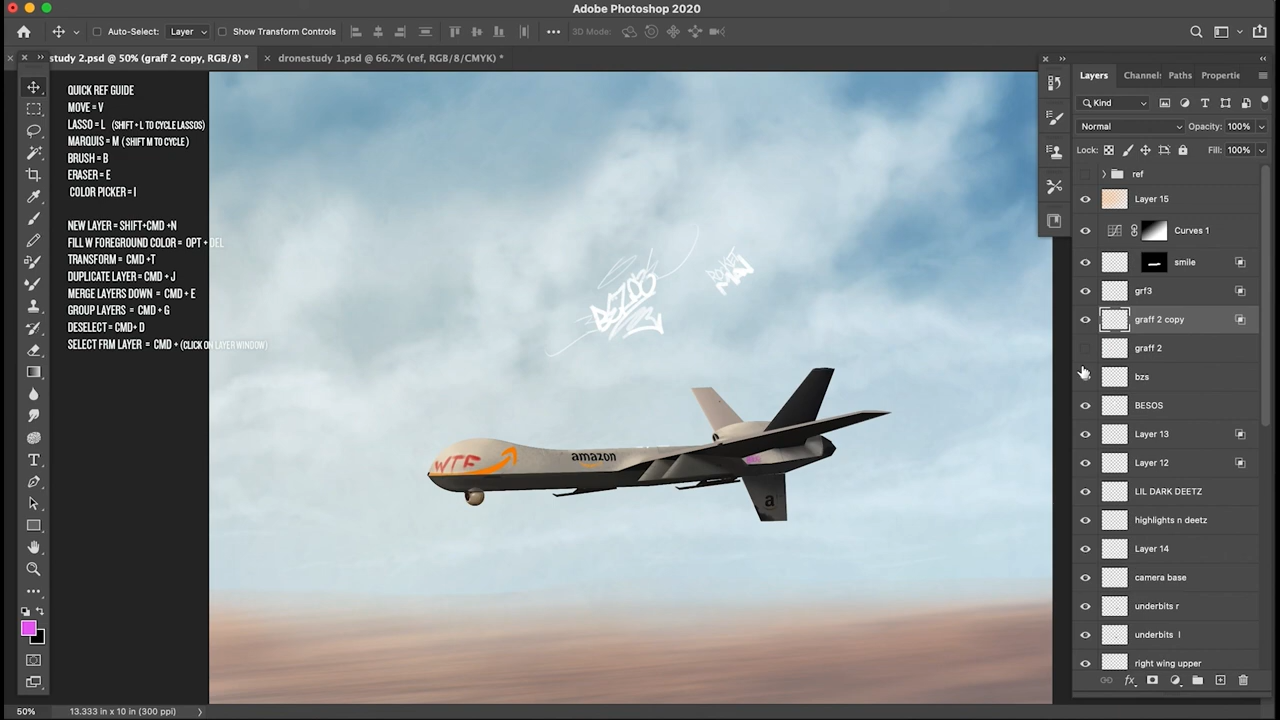 Adobe Photoshop 2020
Auto-Select:
Layer
Show Transform Controls
3D Mode:
study 2.psd @ 50% (graff 2 copy, RGB/8) *
dronestudy 1.psd @ 66.7% (ref, RGB/8/CMYK) *
QUICK REF GUIDE
MOVE = V
LASSO = L (SHIFT + L TO CYCLE LASSOS)
MARQUIS = M ( SHIFT M TO CYCLE )
BRUSH = B
ERASER = E
COLOR PICKER = I
NEW LAYER = SHIFT+CMD +N
FILL W FOREGROUND COLOR = OPT + DEL
TRANSFORM = CMD +T
DUPLICATE LAYER = CMD + J
MERGE LAYERS DOWN = CMD + E
GROUP LAYERS = CMD + G
DESELECT = CMD+ D
SELECT FRM LAYER = CMD + (CLICK ON LAYER WINDOW)
BEZOS
ROCKET
MAN
WTF
amazon
a
Layers
Channel:
Paths
Propertie
Kind
Normal
Opacity: 100%
Lock:
Fill: 100%
ref
Layer 15
Curves 1
smile
grf3
graff 2 copy
graff 2
bzs
BESOS
Layer 13
Layer 12
LIL DARK DEETZ
highlights n deetz
Layer 14
camera base
underbits r
underbits l
right wing upper
fx
50%
13.333 in x 10 in (300 ppi)